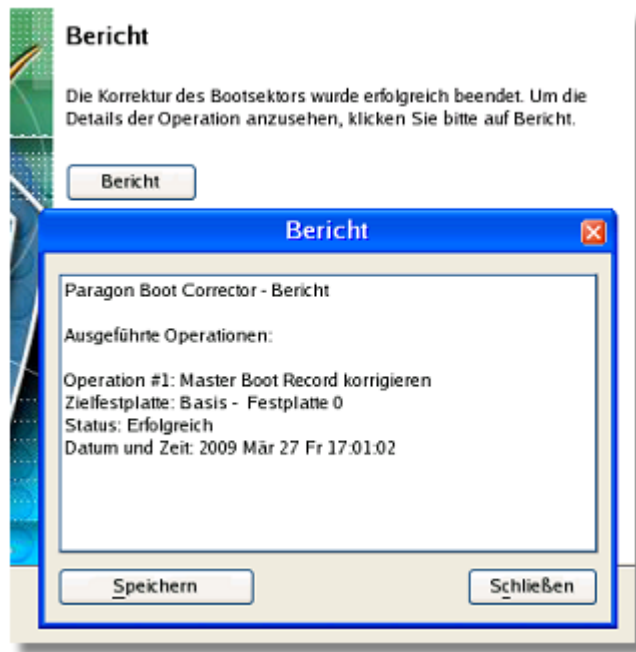 Bericht
Die Korrektur des Bootsektors wurde erfolgreich beendet. Um die
Details der Operation anzusehen, klicken Sie bitte auf Bericht.
Bericht
Bericht
Paragon Boot Corrector - Bericht
Ausgeführte Operationen:
Operation #1: Master Boot Record korrigieren
Zielfestplatte: Basis - Festplatte 0
Status: Erfolgreich
Datum und Zeit: 2009 Mär 27 Fr 17:01:02
Speichern
Schließen